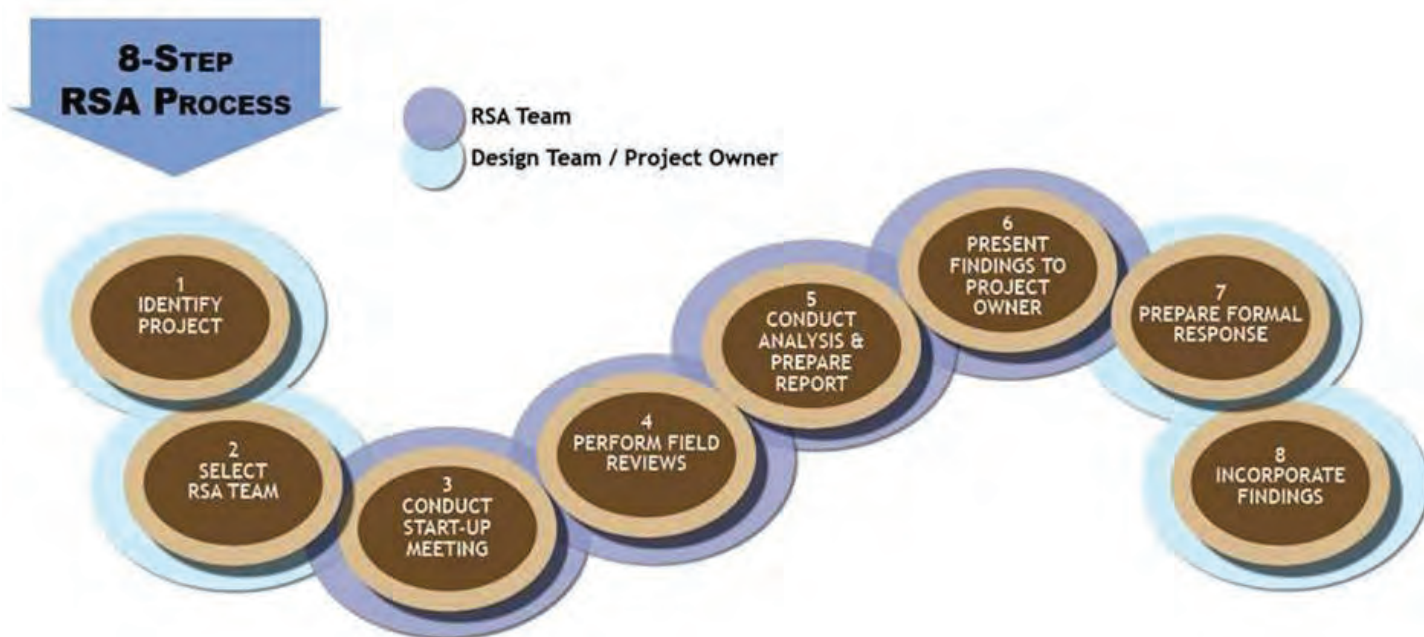 8-STEP
RSA PROCESS
RSA Team
Design Team / Project Owner
1
IDENTIFY
PROJECT
2
SELECT
RSA TEAM
3
CONDUCT
START-UP
MEETING
4
PERFORM FIELD
REVIEWS
5
CONDUCT
ANALYSIS &
PREPARE
REPORT
6
PRESENT
FINDINGS TO
PROJECT
OWNER
7
PREPARE FORMAL
RESPONSE
8
INCORPORATE
FINDINGS